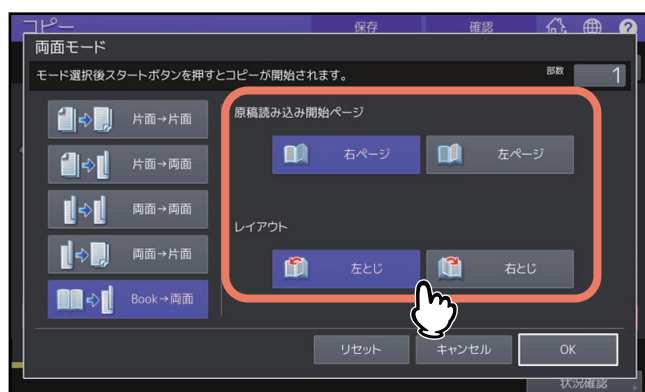 コピー
保存
確認
?
両面モード
モード選択後スタートボタンを押すとコピーが開始されます。
部数
1
片面→片面
片面→両面
両面→両面
両面→片面
Book→両面
原稿読み込み開始ページ
右ページ
左ページ
レイアウト
左とじ
右とじ
リセット
キャンセル
OK
状況確認